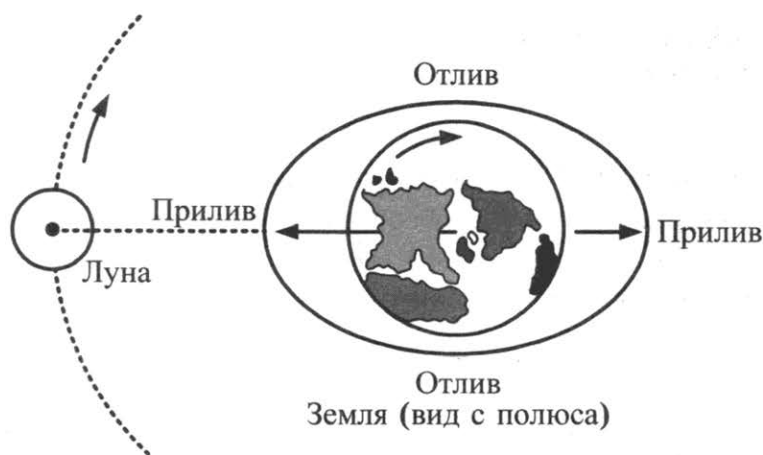 Отлив
Прилив
Прилив
Луна
Отлив
Земля (вид с полюса)